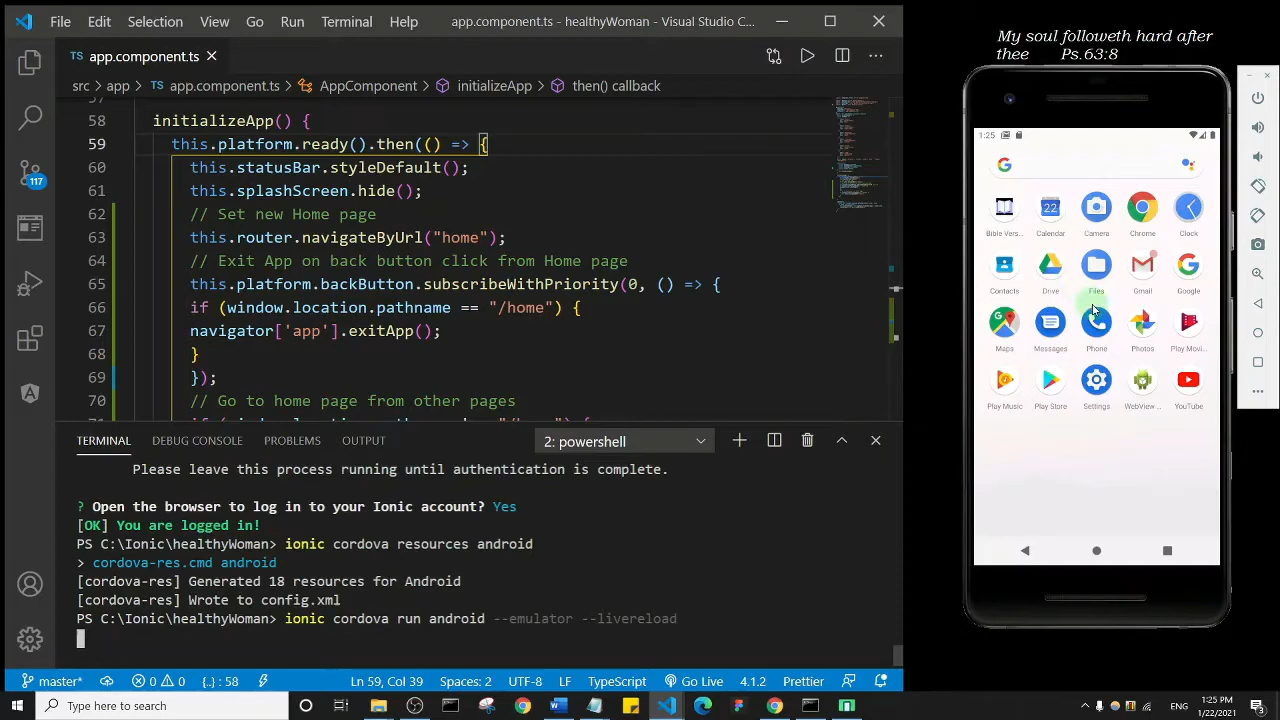 File Edit Selection View Go Run Terminal Help app.component.ts - healthyWoman - Visual Studio C...
TS app.component.ts
src > app > TS app.component.ts > AppComponent > initializeApp > then() callback
57
58 initializeApp() {
59 this.platform.ready().then(() => {
60 this.statusBar.styleDefault();
61 this.splashScreen.hide();
62 // Set new Home page
63 this.router.navigateByUrl("home");
64 // Exit App on back button click from Home page
65 this.platform.backButton.subscribeWithPriority(0, () => {
66 if (window.location.pathname == "/home") {
67 navigator['app'].exitApp();
68 }
69 });
70 // Go to home page from other pages
117
TERMINAL DEBUG CONSOLE PROBLEMS OUTPUT 2: powershell
Please leave this process running until authentication is complete.
? Open the browser to log in to your Ionic account? Yes
[OK] You are logged in!
PS C:\Ionic\healthyWoman> ionic cordova resources android
> cordova-res.cmd android
[cordova-res] Generated 18 resources for Android
[cordova-res] Wrote to config.xml
PS C:\Ionic\healthyWoman> ionic cordova run android --emulator --livereload
master* 0 0 {..} : 58 Ln 59, Col 39 Spaces: 2 UTF-8 LF TypeScript Go Live 4.1.2 Prettier
Type here to search
ENG 1:25 PM
1/22/2021
My soul followeth hard after
thee Ps.63:8
1:25
G
22
Bible Vers... Calendar Camera Chrome Clock
Contacts Drive Files Gmail Google
Maps Messages Phone Photos Play Movi...
Play Music Play Store Settings WebView ... YouTube